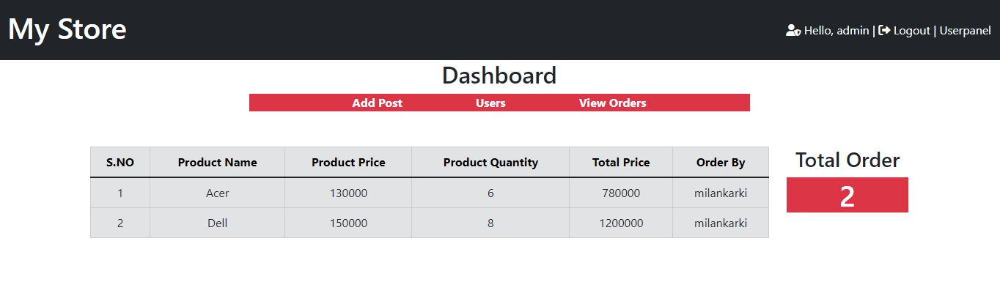 My Store
Hello, admin | Logout | Userpanel
Dashboard
Add Post Users View Orders
S.NO Product Name Product Price Product Quantity Total Price Order By
1 Acer 130000 6 780000 milankarki
2 Dell 150000 8 1200000 milankarki
Total Order
2